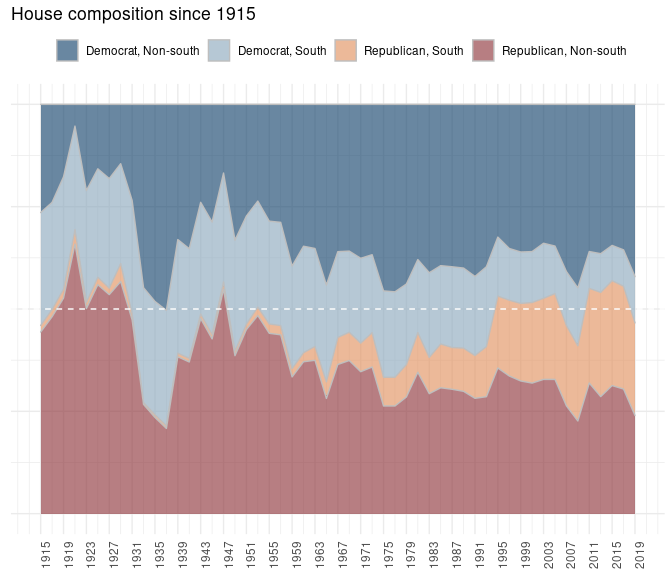 House composition since 1915
Democrat, Non-south Democrat, South Republican, South Republican, Non-south
1915 1919 1923 1927 1931 1935 1939 1943 1947 1951 1955 1959 1963 1967 1971 1975 1979 1983 1987 1991 1995 1999 2003 2007 2011 2015 2019